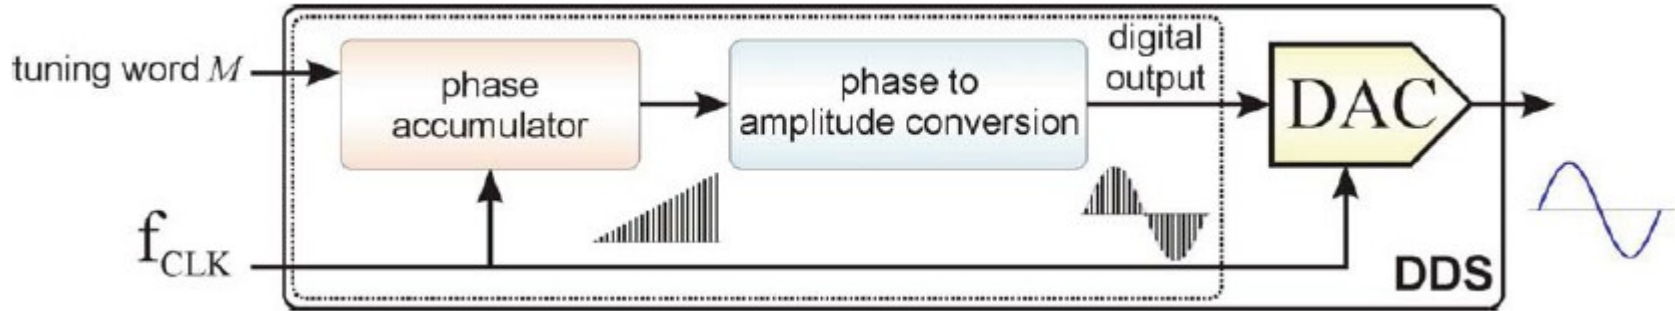 tuning word M
phase
accumulator
phase to
amplitude conversion
digital
output
DAC
fCLK
DDS